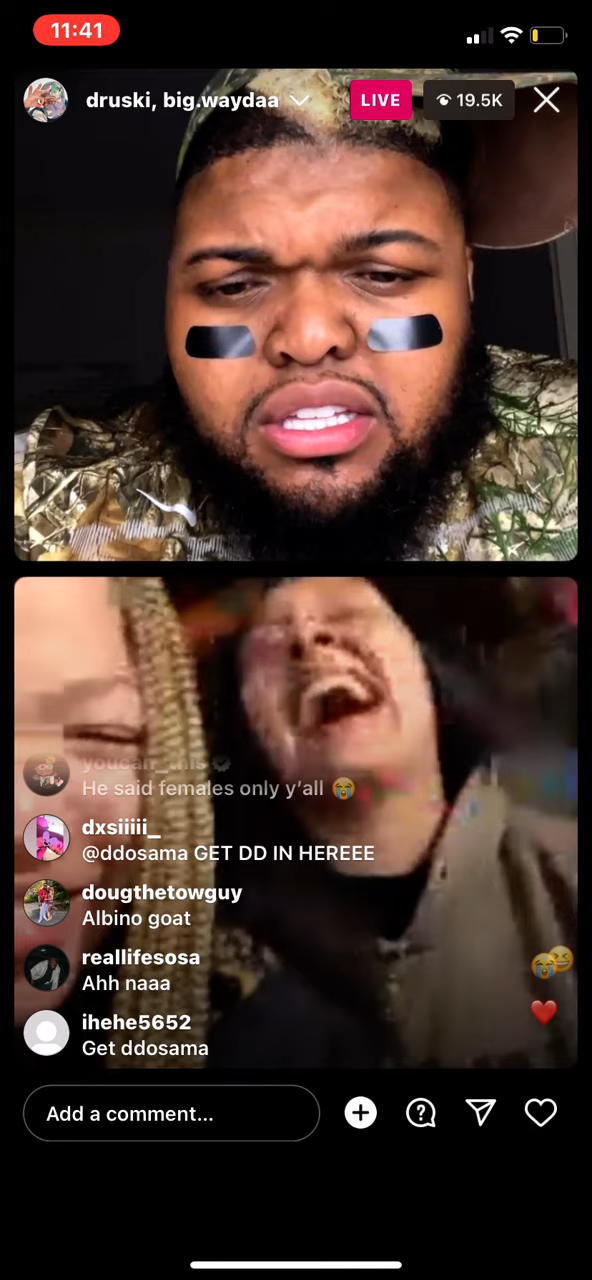 11:41
druski, big.waydaa
LIVE
19.5K
youcan_this
He said females only y'all 😭
dxsiiiii_
@ddosama GET DD IN HEREEE
dougthetowguy
Albino goat
reallifesosa
Ahh naaa
ihehe5652
Get ddosama
Add a comment...